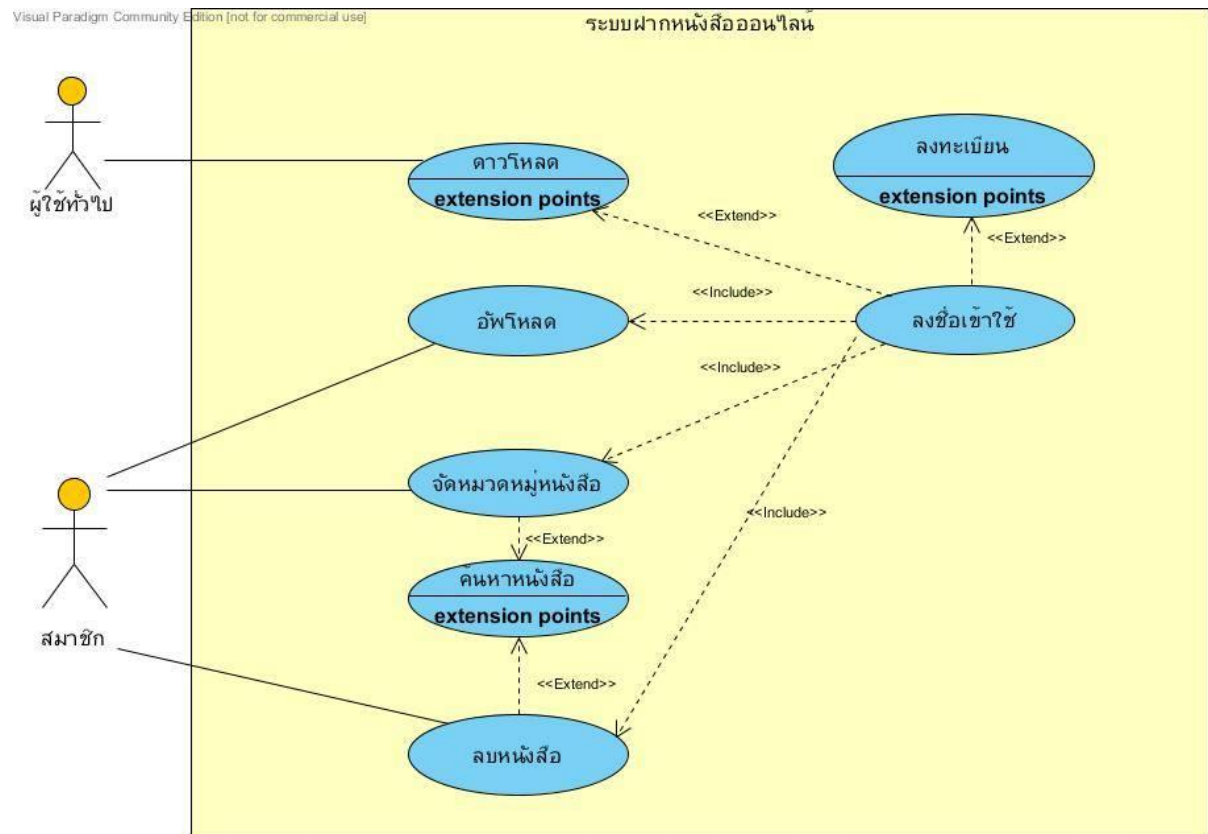 Visual Paradigm Community Edition [not for commercial use]
ระบบฝากหนังสือออนไลน์
ลงทะเบียน
extension points
ดาวโหลด
extension points
ผู้ใช้ทั่วไป
<<Extend>>
<<Extend>>
<<Include>>
อัพโหลด
ลงชื่อเข้าใช้
<<Include>>
จัดหมวดหมู่หนังสือ
<<Include>>
<<Extend>>
ค้นหาหนังสือ
extension points
สมาชิก
<<Extend>>
ลบหนังสือ